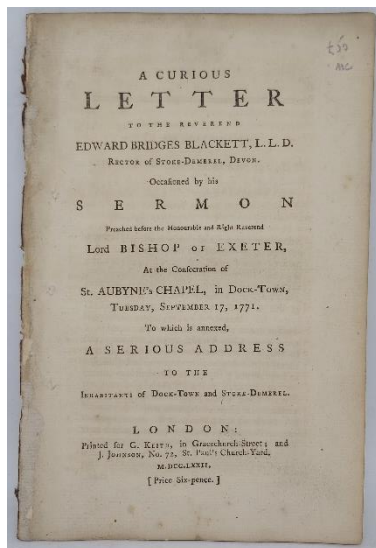 £50
mc
A CURIOUS
LETTER
TO THE REVEREND
EDWARD BRIDGES BLACKETT, L.L.D.
RECTOR OF STOKE-DEMEREL, DEVON.
Occaſioned by his
SERMON
Preached before the Honourable and Right Reverend
Lord BISHOP OF EXETER,
At the Conſecration of
St. AUBYNE's CHAPEL, in DOCK-TOWN,
TUESDAY, SEPTEMBER 17, 1771.
To which is annexed,
A SERIOUS ADDRESS
TO THE
INHABITANTS of DOCK-TOWN and STOKE-DEMEREL.
LONDON:
Printed for G. KEITH, in Gracechurch-Street; and
J. JOHNSON, No. 72, St. Paul's Church-Yard,
M.DCC.LXXII.
[ Price Six-pence. ]